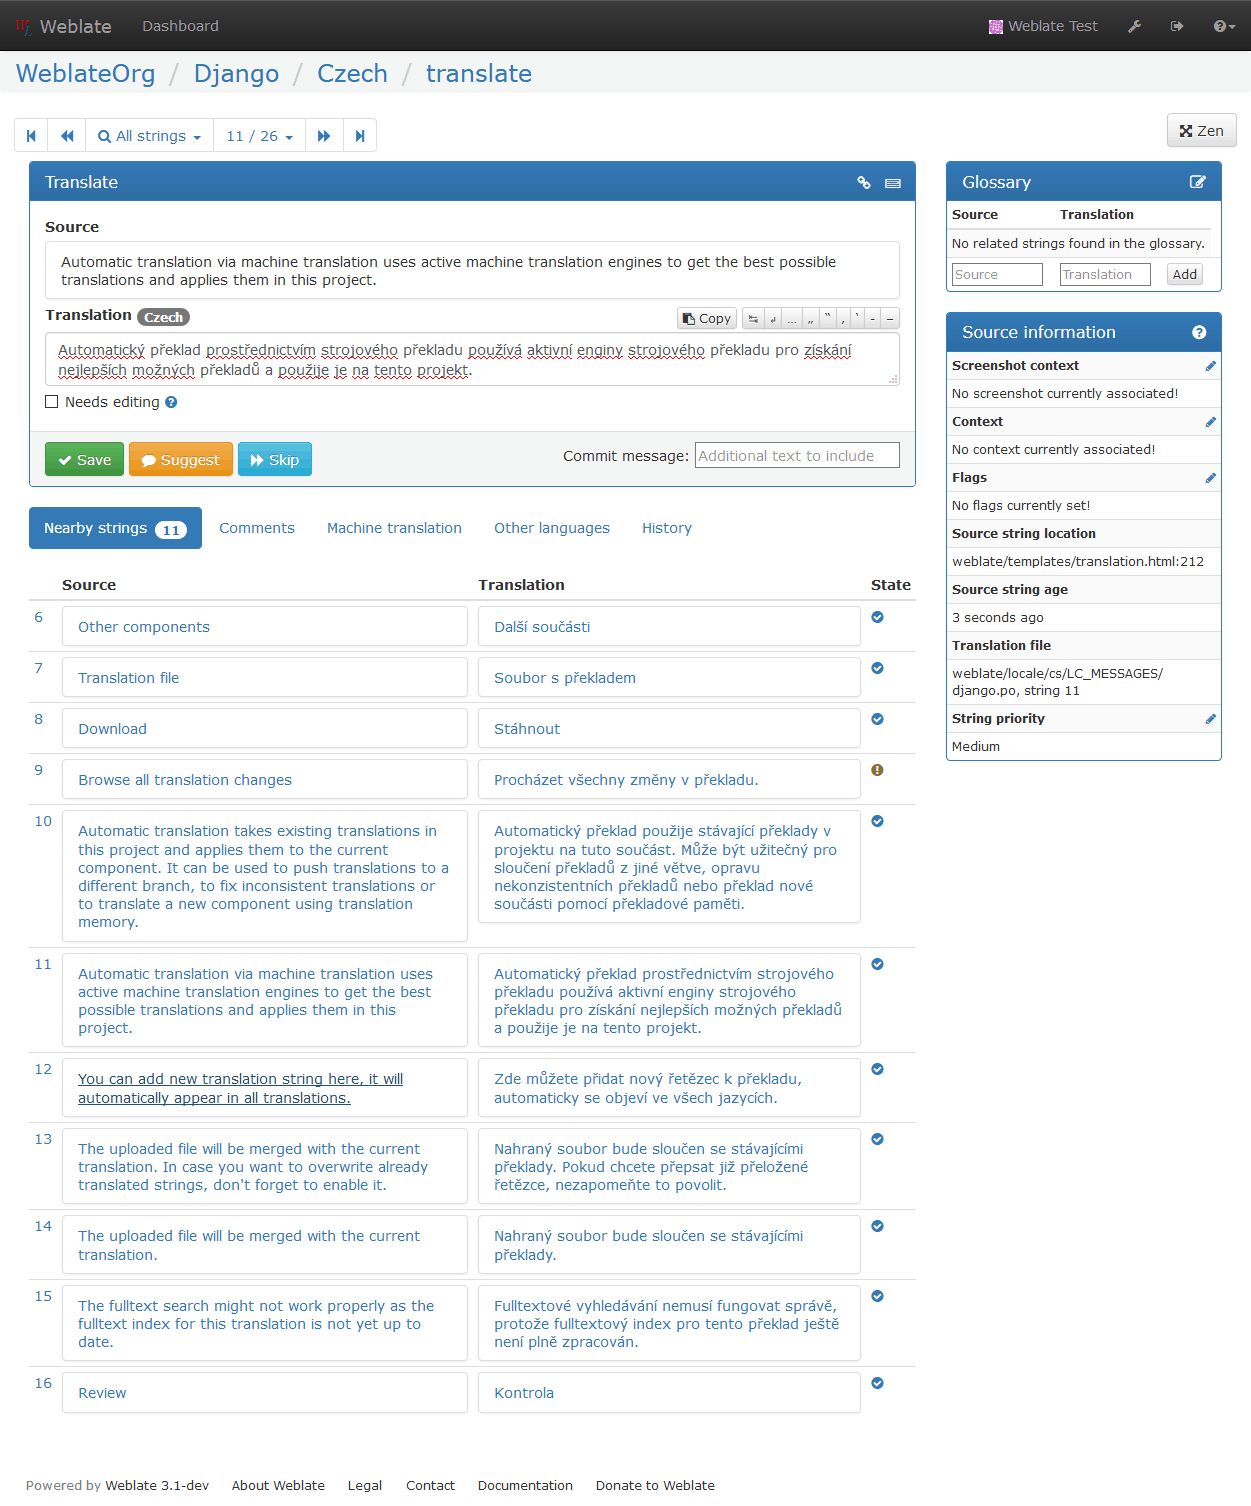 Weblate Dashboard Weblate Test
WeblateOrg / Django / Czech / translate
All strings 11 / 26 Zen
Translate
Source
Automatic translation via machine translation uses active machine translation engines to get the best possible
translations and applies them in this project.
Translation Czech Copy … „ “ ‚ ‘ - –
Automatický překlad prostřednictvím strojového překladu používá aktivní enginy strojového překladu pro získání
nejlepších možných překladů a použije je na tento projekt.
Needs editing
Save Suggest Skip Commit message: Additional text to include
Glossary
Source Translation
No related strings found in the glossary.
Source Translation Add
Source information
Screenshot context
No screenshot currently associated!
Context
No context currently associated!
Flags
No flags currently set!
Source string location
weblate/templates/translation.html:212
Source string age
3 seconds ago
Translation file
weblate/locale/cs/LC_MESSAGES/
django.po, string 11
String priority
Medium
Nearby strings 11 Comments Machine translation Other languages History
Source Translation State
6 Other components Další součásti
7 Translation file Soubor s překladem
8 Download Stáhnout
9 Browse all translation changes Procházet všechny změny v překladu.
10 Automatic translation takes existing translations in
this project and applies them to the current
component. It can be used to push translations to a
different branch, to fix inconsistent translations or
to translate a new component using translation
memory.
Automatický překlad použije stávající překlady v
projektu na tuto součást. Může být užitečný pro
sloučení překladů z jiné větve, opravu
nekonzistentních překladů nebo překlad nové
součásti pomocí překladové paměti.
11 Automatic translation via machine translation uses
active machine translation engines to get the best
possible translations and applies them in this
project.
Automatický překlad prostřednictvím strojového
překladu používá aktivní enginy strojového
překladu pro získání nejlepších možných překladů
a použije je na tento projekt.
12 You can add new translation string here, it will
automatically appear in all translations.
Zde můžete přidat nový řetězec k překladu,
automaticky se objeví ve všech jazycích.
13 The uploaded file will be merged with the current
translation. In case you want to overwrite already
translated strings, don't forget to enable it.
Nahraný soubor bude sloučen se stávajícími
překlady. Pokud chcete přepsat již přeložené
řetězce, nezapomeňte to povolit.
14 The uploaded file will be merged with the current
translation.
Nahraný soubor bude sloučen se stávajícími
překlady.
15 The fulltext search might not work properly as the
fulltext index for this translation is not yet up to
date.
Fulltextové vyhledávání nemusí fungovat správě,
protože fulltextový index pro tento překlad ještě
není plně zpracován.
16 Review Kontrola
Powered by Weblate 3.1-dev About Weblate Legal Contact Documentation Donate to Weblate